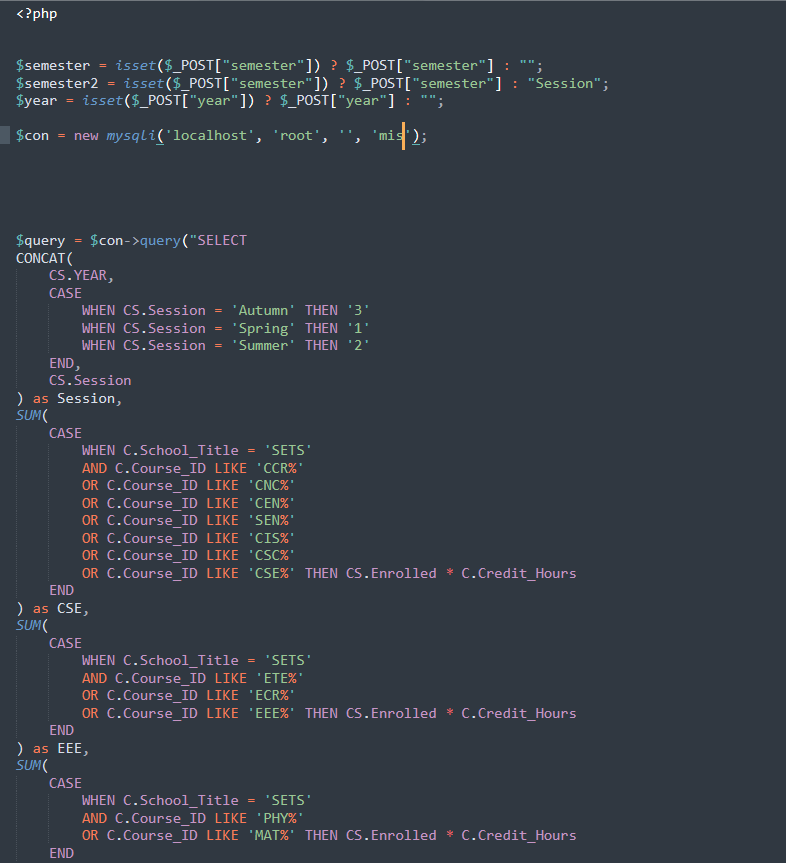 <?php
$semester = isset($_POST["semester"]) ? $_POST["semester"] : "";
$semester2 = isset($_POST["semester"]) ? $_POST["semester"] : "Session";
$year = isset($_POST["year"]) ? $_POST["year"] : "";
$con = new mysqli('localhost', 'root', '', 'mis');
$query = $con->query("SELECT
CONCAT(
    CS.YEAR,
    CASE
        WHEN CS.Session = 'Autumn' THEN '3'
        WHEN CS.Session = 'Spring' THEN '1'
        WHEN CS.Session = 'Summer' THEN '2'
    END,
    CS.Session
) as Session,
SUM(
    CASE
        WHEN C.School_Title = 'SETS'
        AND C.Course_ID LIKE 'CCR%'
        OR C.Course_ID LIKE 'CNC%'
        OR C.Course_ID LIKE 'CEN%'
        OR C.Course_ID LIKE 'SEN%'
        OR C.Course_ID LIKE 'CIS%'
        OR C.Course_ID LIKE 'CSC%'
        OR C.Course_ID LIKE 'CSE%' THEN CS.Enrolled * C.Credit_Hours
    END
) as CSE,
SUM(
    CASE
        WHEN C.School_Title = 'SETS'
        AND C.Course_ID LIKE 'ETE%'
        OR C.Course_ID LIKE 'ECR%'
        OR C.Course_ID LIKE 'EEE%' THEN CS.Enrolled * C.Credit_Hours
    END
) as EEE,
SUM(
    CASE
        WHEN C.School_Title = 'SETS'
        AND C.Course_ID LIKE 'PHY%'
        OR C.Course_ID LIKE 'MAT%' THEN CS.Enrolled * C.Credit_Hours
    END